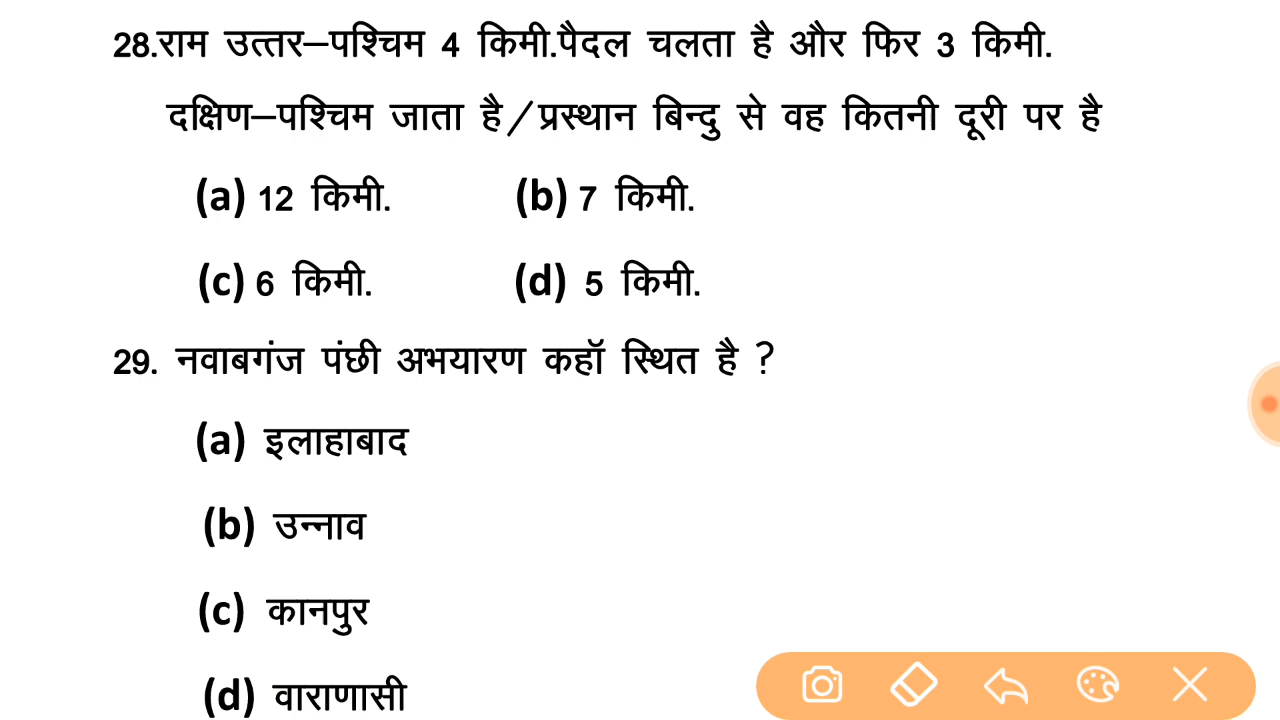 28.राम उत्तर–पश्चिम 4 किमी.पैदल चलता है और फिर 3 किमी.
दक्षिण–पश्चिम जाता है/प्रस्थान बिन्दु से वह कितनी दूरी पर है
(a) 12 किमी. (b) 7 किमी.
(c) 6 किमी. (d) 5 किमी.
29. नवाबगंज पंछी अभयारण कहॉ स्थित है ?
(a) इलाहाबाद
(b) उन्नाव
(c) कानपुर
(d) वाराणासी